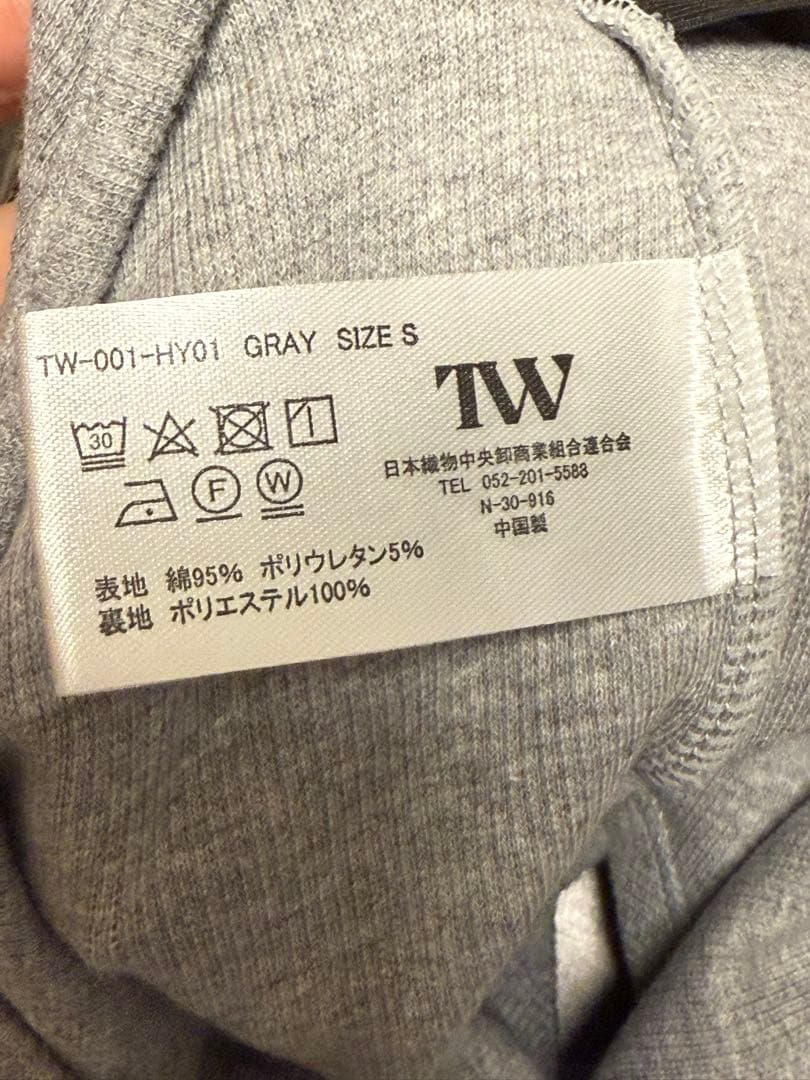 TW-001-HY01 GRAY SIZE S
30
F W
TW
日本織物中央卸商業組合連合会
TEL 052-201-5588
N-30-916
中国製
表地 綿95% ポリウレタン5%
裏地 ポリエステル100%